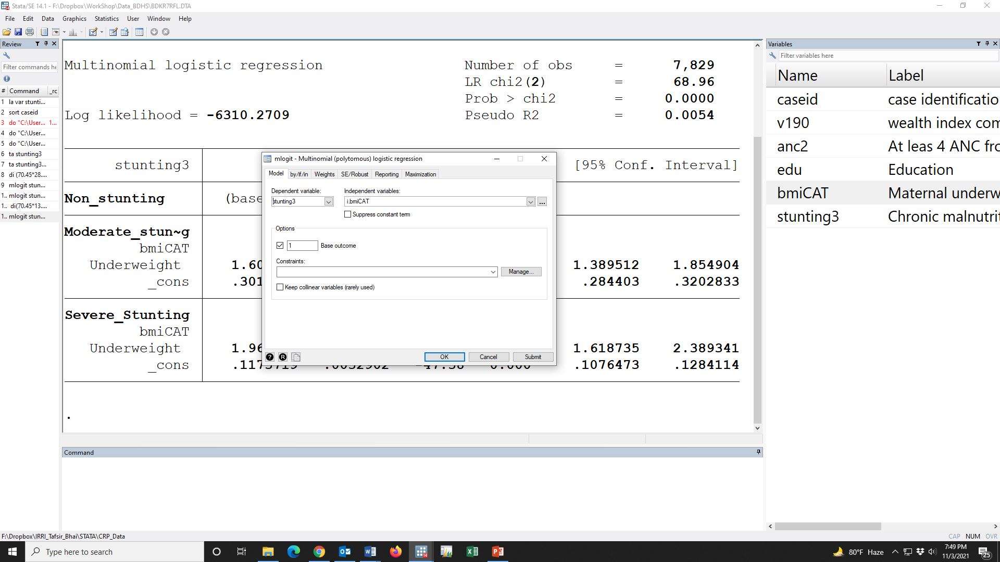 Stata/SE 14.1 - F:\Dropbox\WorkShop\Data_BDHS\BDKR7RFL.DTA
File Edit Data Graphics Statistics User Window Help
Review
Filter commands he
# Command _rc
1 la var stunti...
2 sort caseid
3 do "C:\User... 1...
4 do "C:\User...
5 do "C:\User...
6 ta stunting3
7 ta stunting3...
8 di (70.45*28....
9 mlogit stun...
1.. mlogit stun...
1.. di(70.45*13....
1.. mlogit stun...
Multinomial logistic regression Number of obs = 7,829
LR chi2(2) = 68.96
Prob > chi2 = 0.0000
Log likelihood = -6310.2709 Pseudo R2 = 0.0054
stunting3 [95% Conf. Interval]
Non_stunting (base
Moderate_stun~g
bmiCAT
Underweight 1.60 1.389512 1.854904
_cons .301 .284403 .3202833
Severe_Stunting
bmiCAT
Underweight 1.96 1.618735 2.389341
_cons .1175719 .0052902 -47.58 0.000 .1076473 .1284114
.
mlogit - Multinomial (polytomous) logistic regression
Model by/if/in Weights SE/Robust Reporting Maximization
Dependent variable: Independent variables:
stunting3 i.bmiCAT ...
Suppress constant term
Options
1 Base outcome
Constraints:
Manage...
Keep collinear variables (rarely used)
OK Cancel Submit
Command
Variables
Filter variables here
Name Label
caseid case identificatio
v190 wealth index com
anc2 At leas 4 ANC fro
edu Education
bmiCAT Maternal underw
stunting3 Chronic malnutrit
F:\Dropbox\IRRI_Tafsir_Bhai\STATA\CRP_Data
CAP NUM OVR
Type here to search
14
80°F Haze
7:49 PM
11/3/2021
25